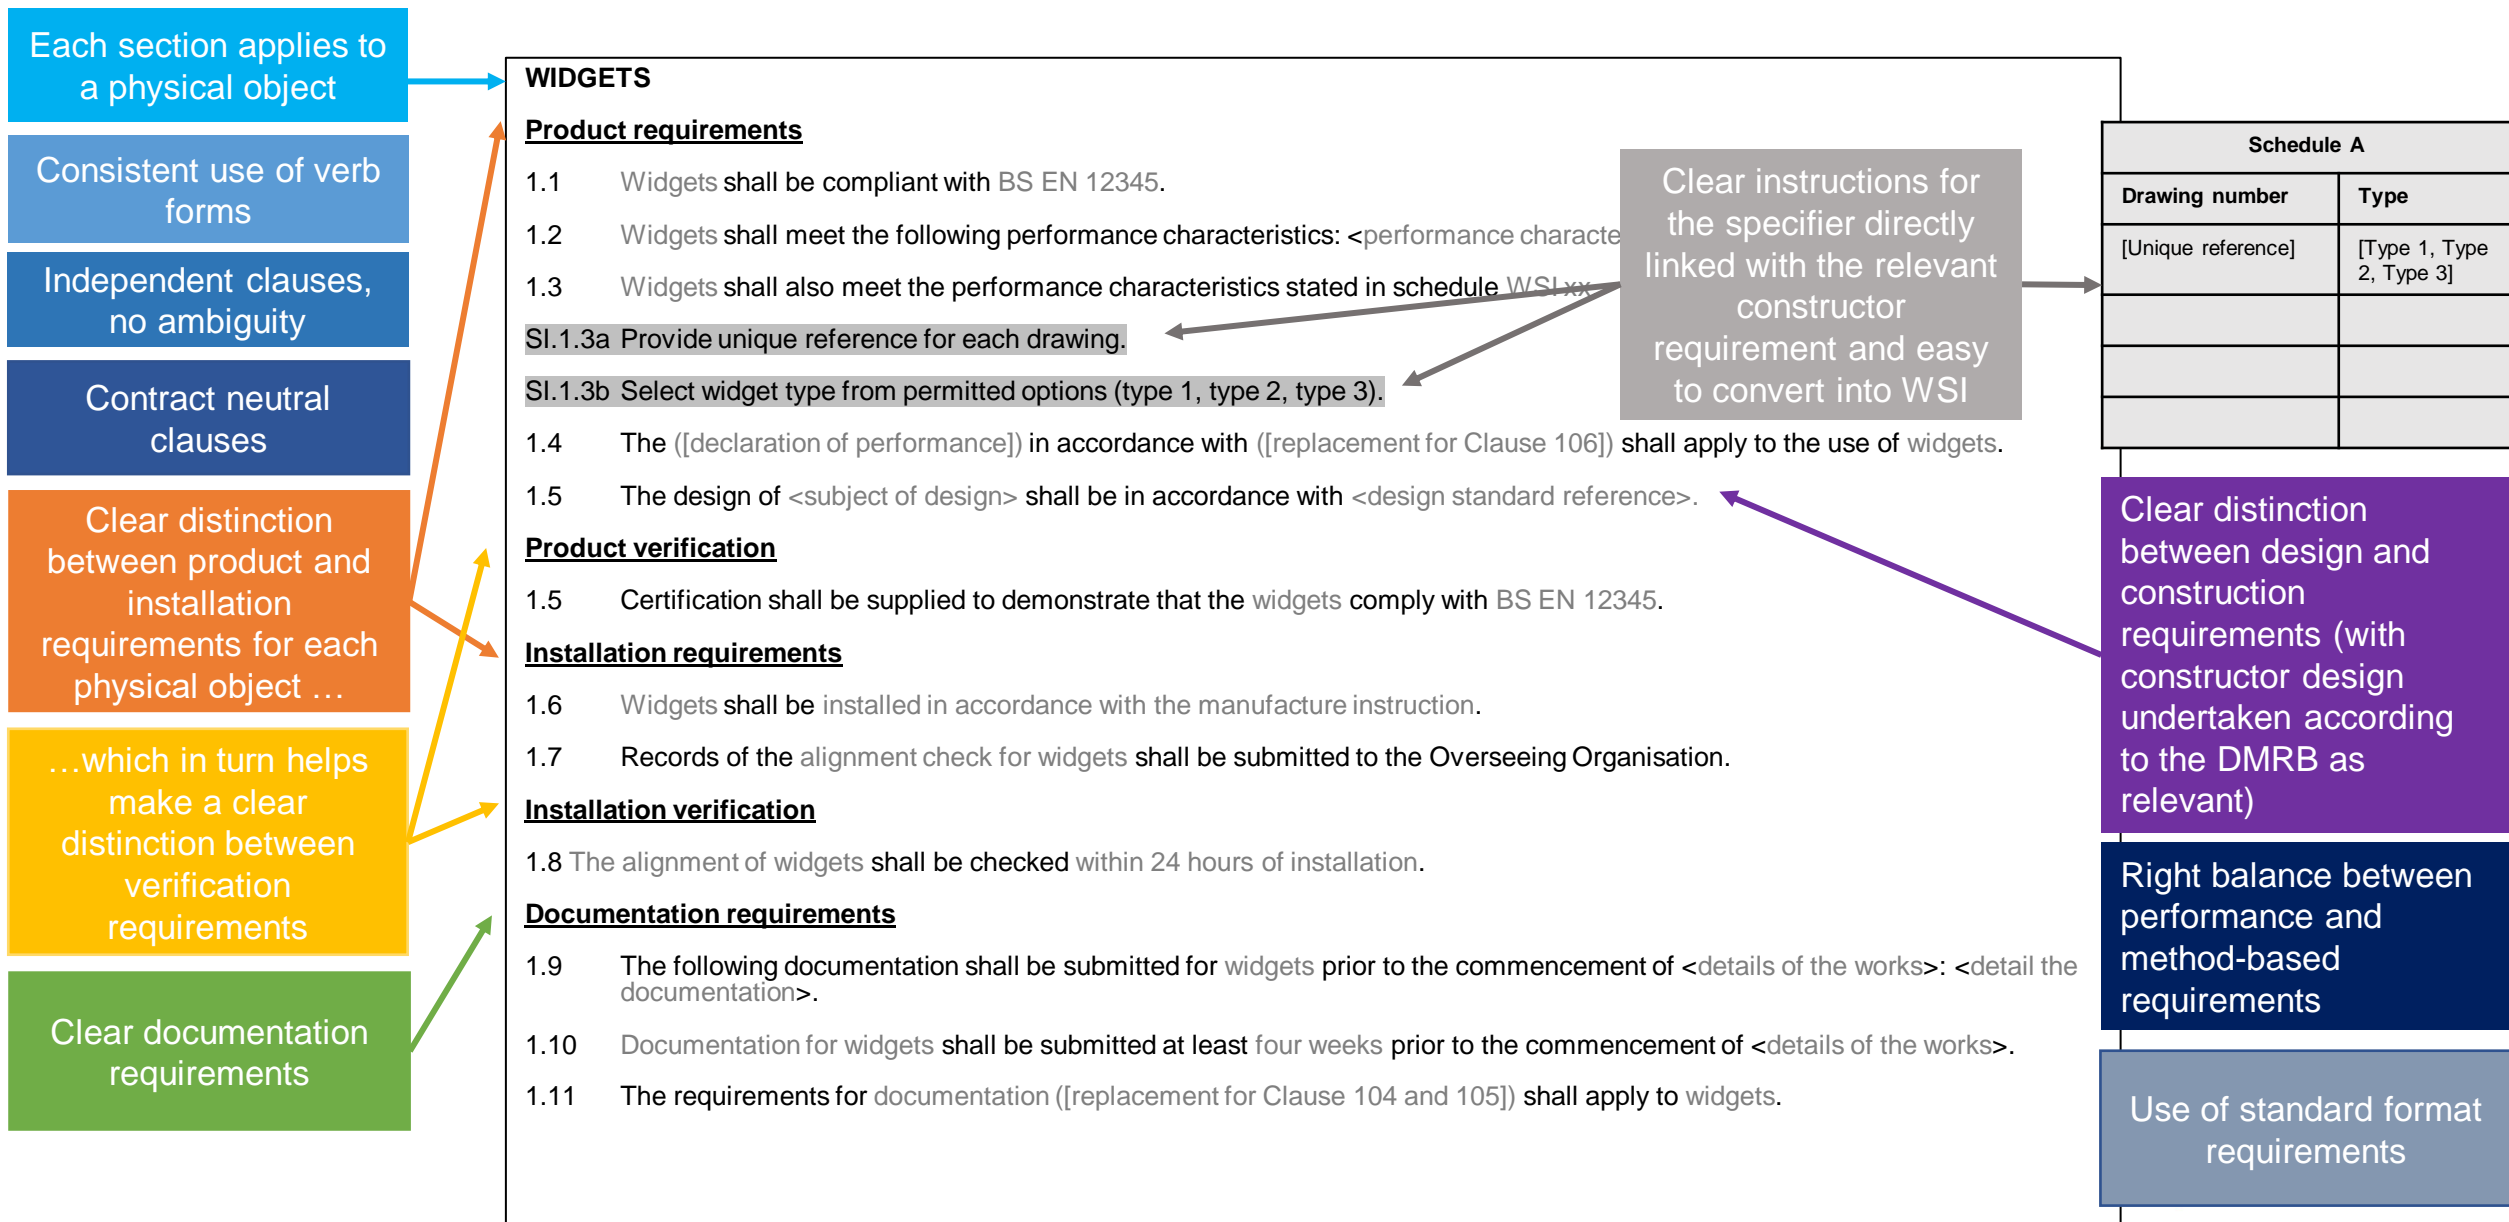 Each section applies to
a physical object
Consistent use of verb
forms
Independent clauses,
no ambiguity
Contract neutral
clauses
Clear distinction
between product and
installation
requirements for each
physical object …
…which in turn helps
make a clear
distinction between
verification
requirements
Clear documentation
requirements
WIDGETS
Product requirements
1.1 Widgets shall be compliant with BS EN 12345.
1.2 Widgets shall meet the following performance characteristics: <performance characte
1.3 Widgets shall also meet the performance characteristics stated in schedule WSI xx
SI.1.3a Provide unique reference for each drawing.
SI.1.3b Select widget type from permitted options (type 1, type 2, type 3).
1.4 The ([declaration of performance]) in accordance with ([replacement for Clause 106]) shall apply to the use of widgets.
1.5 The design of <subject of design> shall be in accordance with <design standard reference>.
Product verification
1.5 Certification shall be supplied to demonstrate that the widgets comply with BS EN 12345.
Installation requirements
1.6 Widgets shall be installed in accordance with the manufacture instruction.
1.7 Records of the alignment check for widgets shall be submitted to the Overseeing Organisation.
Installation verification
1.8 The alignment of widgets shall be checked within 24 hours of installation.
Documentation requirements
1.9 The following documentation shall be submitted for widgets prior to the commencement of <details of the works>: <detail the
documentation>.
1.10 Documentation for widgets shall be submitted at least four weeks prior to the commencement of <details of the works>.
1.11 The requirements for documentation ([replacement for Clause 104 and 105]) shall apply to widgets.
Clear instructions for
the specifier directly
linked with the relevant
constructor
requirement and easy
to convert into WSI
Schedule A
Drawing number Type
[Unique reference] [Type 1, Type
2, Type 3]
Clear distinction
between design and
construction
requirements (with
constructor design
undertaken according
to the DMRB as
relevant)
Right balance between
performance and
method-based
requirements
Use of standard format
requirements